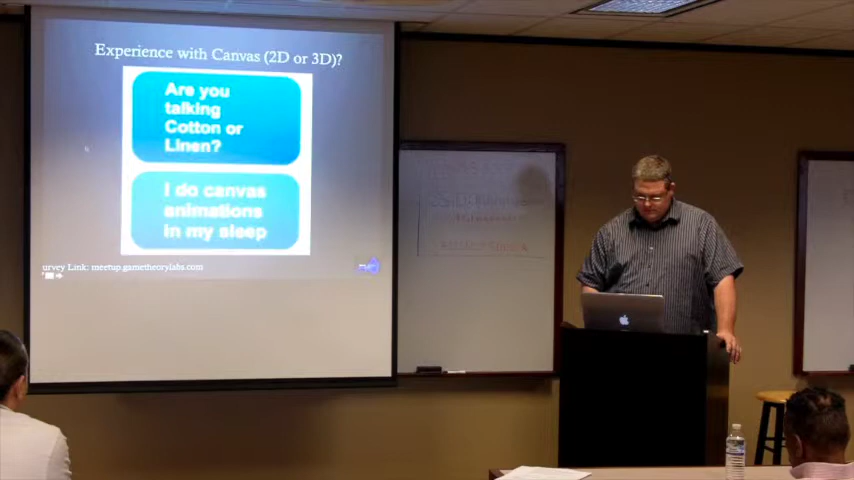 Experience with Canvas (2D or 3D)?
Are you
talking
Cotton or
Linen?
I do canvas
animations
in my sleep
urvey Link: meetup.gametheorylabs.com